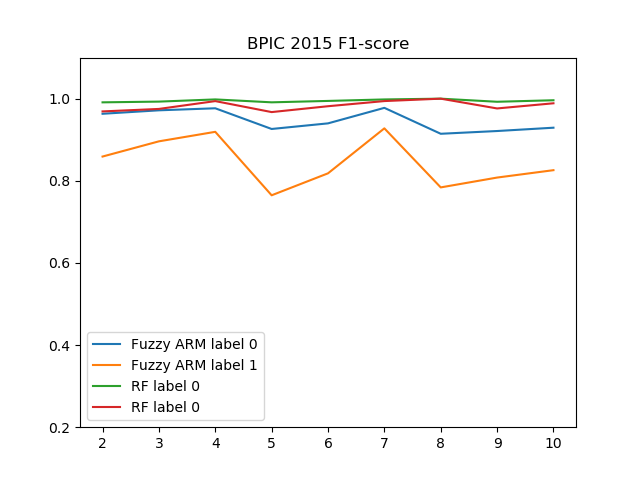 BPIC 2015 F1-score
1.0
0.8
0.6
0.4
0.2
Fuzzy ARM label 0
Fuzzy ARM label 1
RF label 0
RF label 0
2 3 4 5 6 7 8 9 10